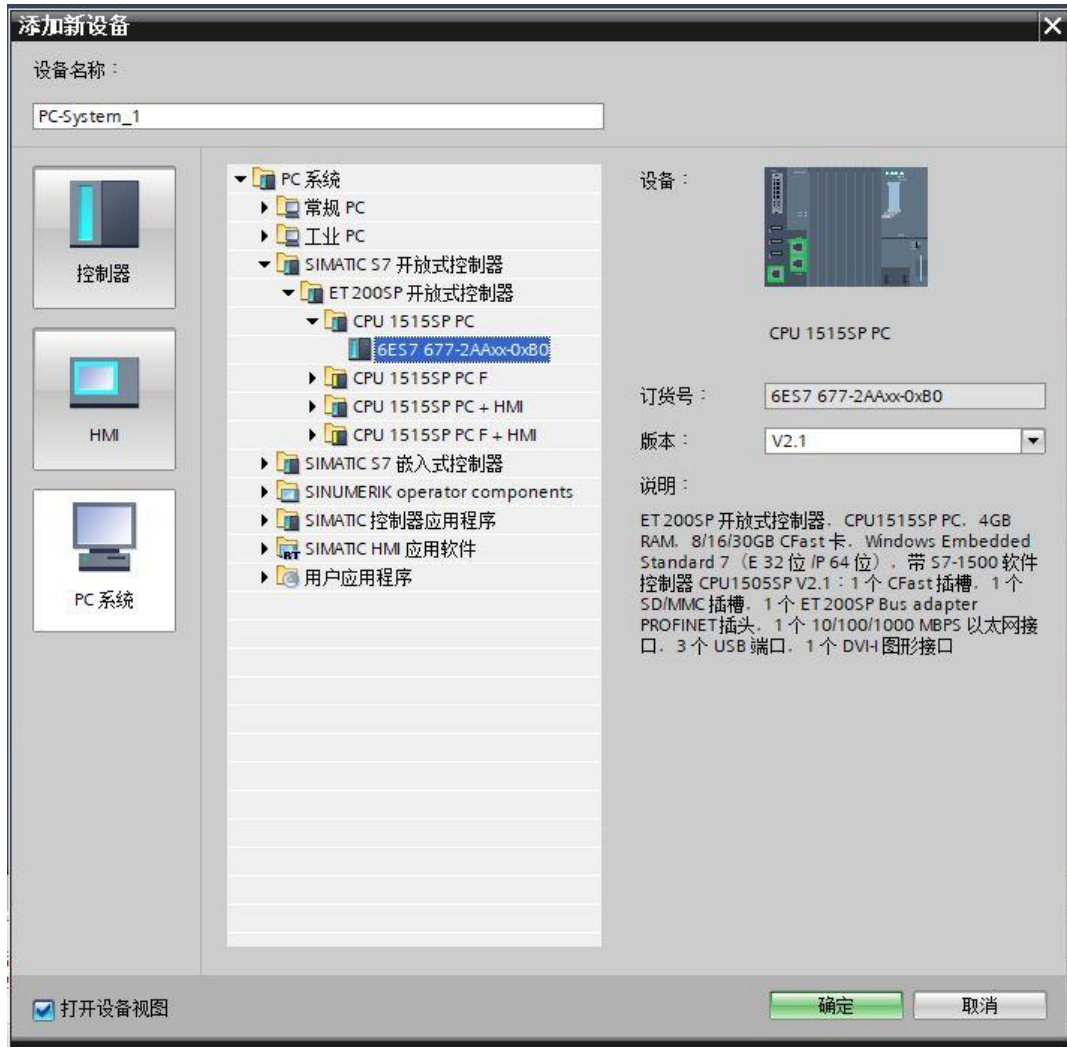 添加新设备
设备名称：
PC-System_1
控制器
HMI
PC 系统
PC 系统
常规 PC
工业 PC
SIMATIC S7 开放式控制器
ET 200SP 开放式控制器
CPU 1515SP PC
6ES7 677-2AAxx-0xB0
CPU 1515SP PC F
CPU 1515SP PC + HMI
CPU 1515SP PC F + HMI
SIMATIC S7 嵌入式控制器
SINUMERIK operator components
SIMATIC 控制器应用程序
RT SIMATIC HMI 应用软件
用户应用程序
设备：
CPU 1515SP PC
订货号：
6ES7 677-2AAxx-0xB0
版本：
V2.1
说明：
ET 200SP 开放式控制器，CPU1515SP PC，4GB
RAM，8/16/30GB CFast 卡，Windows Embedded
Standard 7（E 32 位 /P 64 位），带 S7-1500 软件
控制器 CPU1505SP V2.1：1 个 CFast 插槽，1 个
SD/MMC 插槽，1 个 ET 200SP Bus adapter
PROFINET 插头，1 个 10/100/1000 MBPS 以太网接
口，3 个 USB 端口，1 个 DVI-I 图形接口
打开设备视图
确定
取消